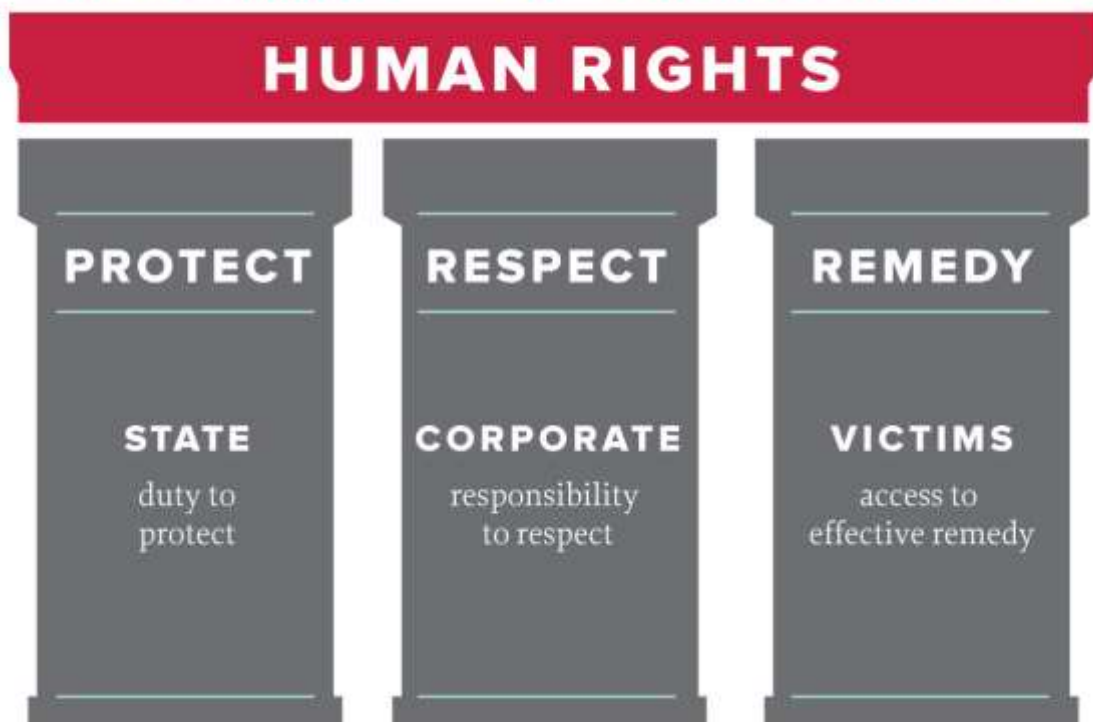 HUMAN RIGHTS
PROTECT
STATE
duty to
protect
RESPECT
CORPORATE
responsibility
to respect
REMEDY
VICTIMS
access to
effective remedy